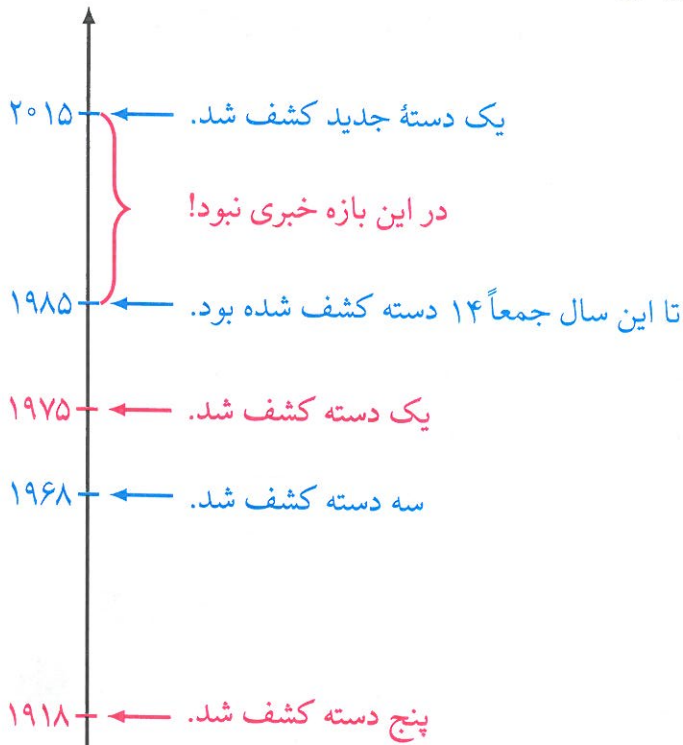 ۲۰۱۵ یک دستهٔ جدید کشف شد.
در این بازه خبری نبود!
۱۹۸۵ تا این سال جمعاً ۱۴ دسته کشف شده بود.
۱۹۷۵ یک دسته کشف شد.
۱۹۶۸ سه دسته کشف شد.
۱۹۱۸ پنج دسته کشف شد.